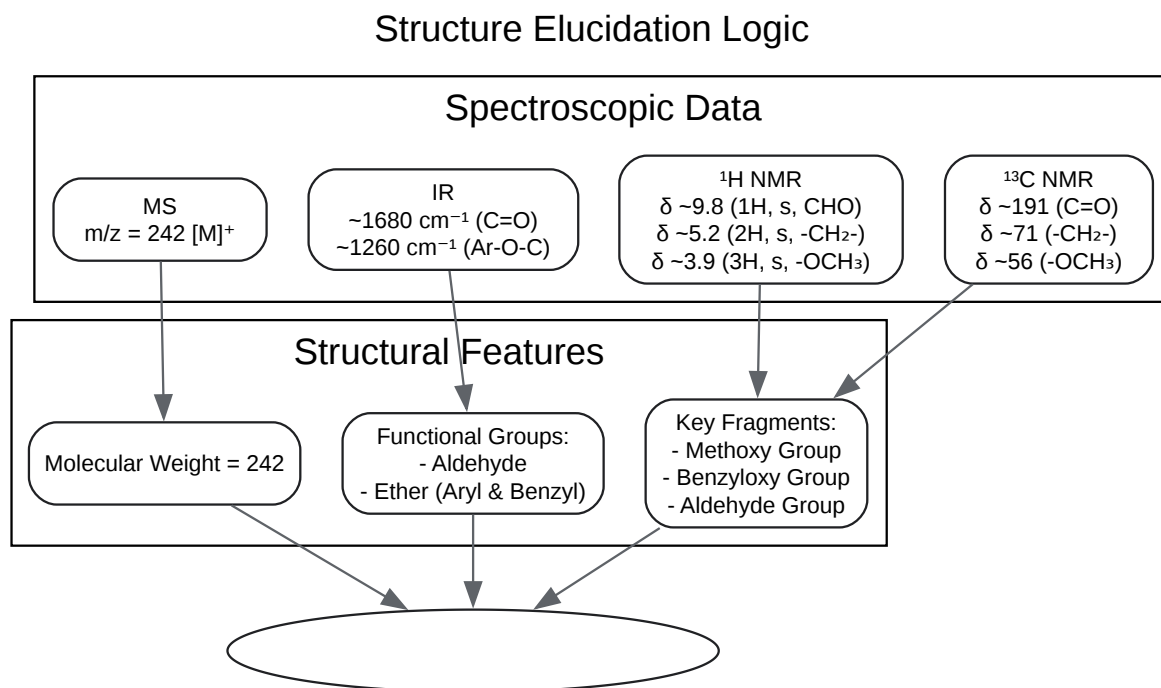 Structure Elucidation Logic
Spectroscopic Data
MS
m/z = 242 [M]⁺
IR
~1680 cm⁻¹ (C=O)
~1260 cm⁻¹ (Ar-O-C)
¹H NMR
δ ~9.8 (1H, s, CHO)
δ ~5.2 (2H, s, -CH₂-)
δ ~3.9 (3H, s, -OCH₃)
¹³C NMR
δ ~191 (C=O)
δ ~71 (-CH₂-)
δ ~56 (-OCH₃)
Structural Features
Molecular Weight = 242
Functional Groups:
- Aldehyde
- Ether (Aryl & Benzyl)
Key Fragments:
- Methoxy Group
- Benzyloxy Group
- Aldehyde Group